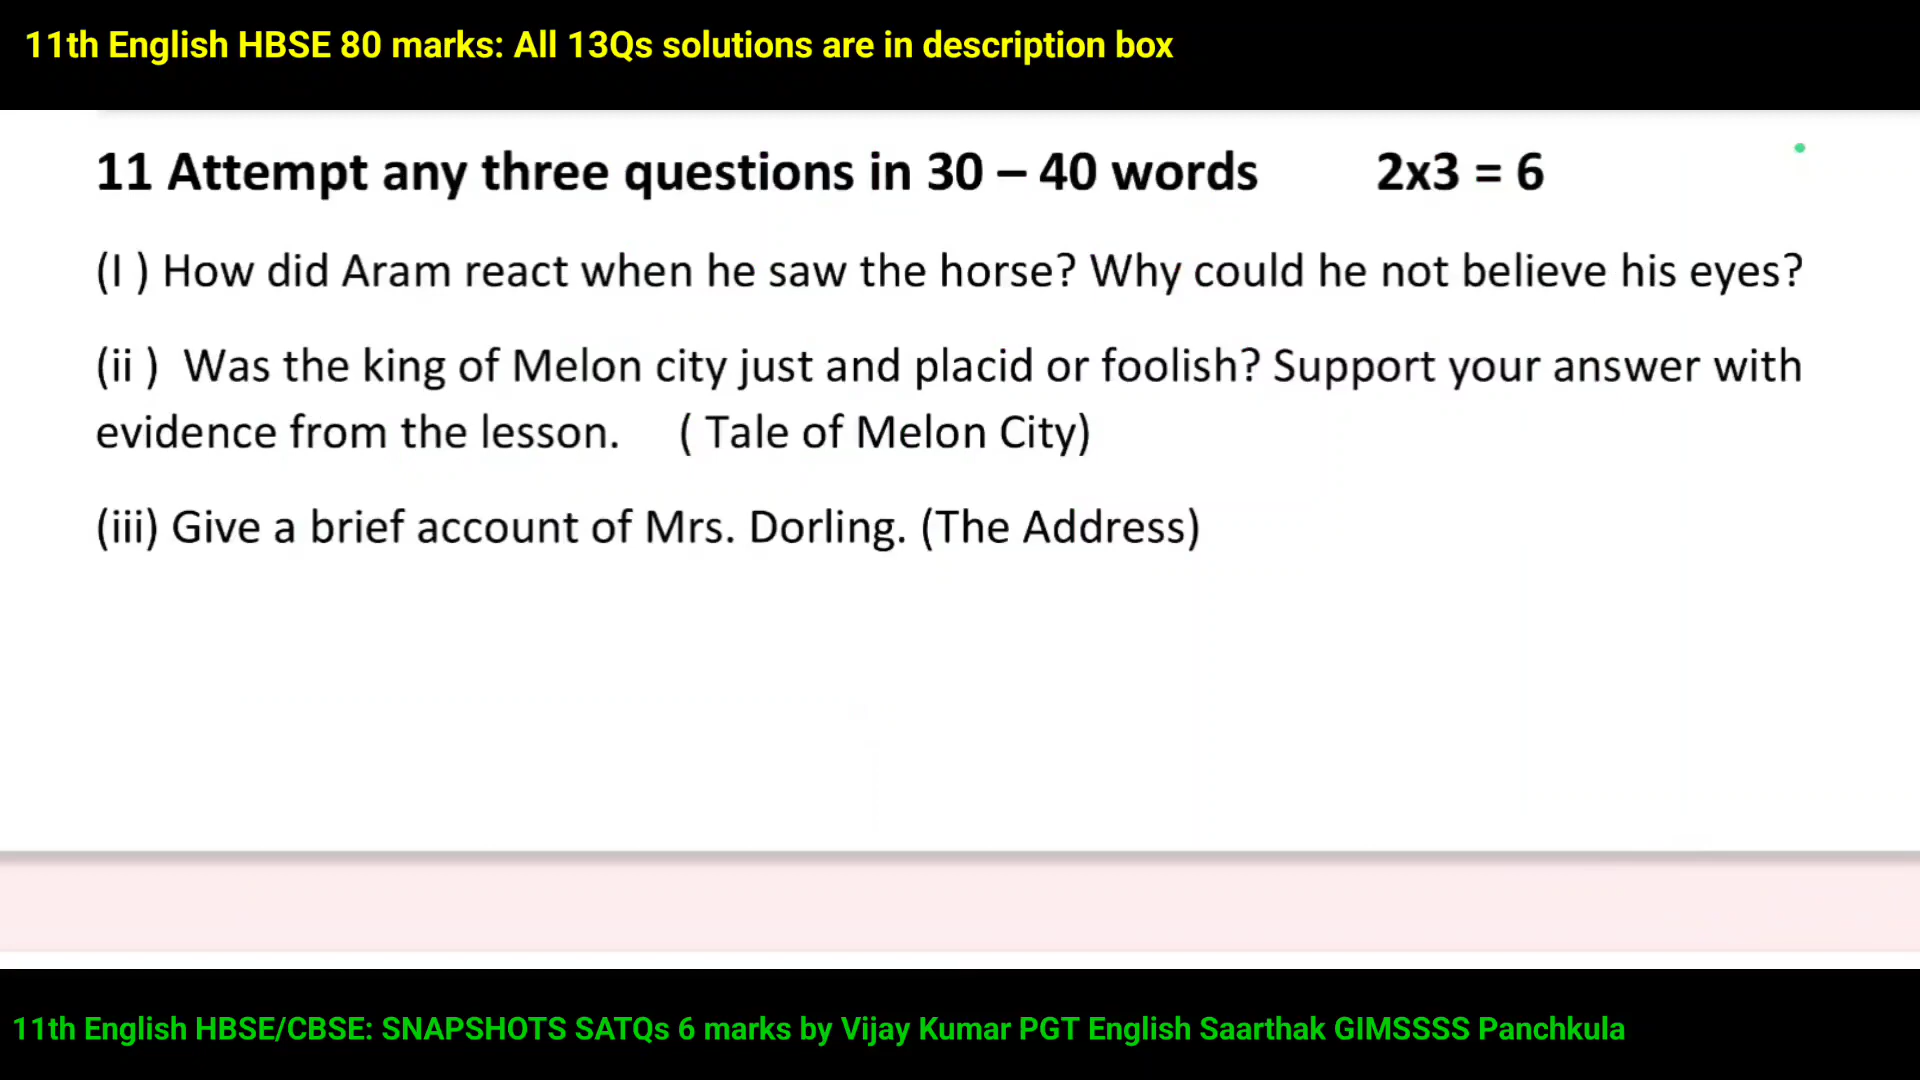 11th English HBSE 80 marks: All 13Qs solutions are in description box
11 Attempt any three questions in 30 – 40 words 2x3 = 6
(I ) How did Aram react when he saw the horse? Why could he not believe his eyes?
(ii ) Was the king of Melon city just and placid or foolish? Support your answer with
evidence from the lesson. ( Tale of Melon City)
(iii) Give a brief account of Mrs. Dorling. (The Address)
11th English HBSE/CBSE: SNAPSHOTS SATQs 6 marks by Vijay Kumar PGT English Saarthak GIMSSSS Panchkula